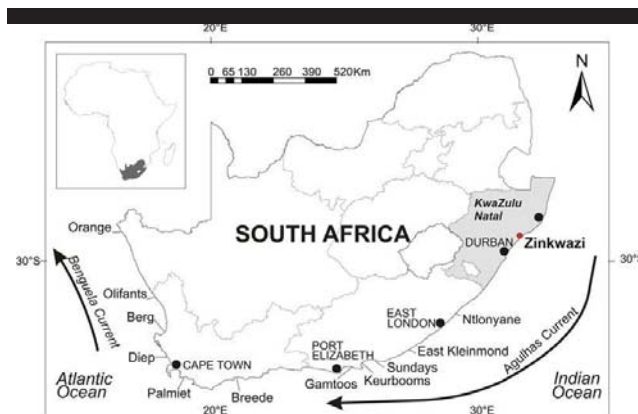 20°E
30°E
0 65 130 260 390 520Km
N
KwaZulu
Natal
Orange
SOUTH AFRICA
DURBAN
Zinkwazi
30°S
30°S
Benguela Current
Olifants
Berg
EAST
LONDON
Ntlonyane
Agulhas Current
Diep
CAPE TOWN
PORT
ELIZABETH
East Kleinmond
Sundays
Keurbooms
Gamtoos
Atlantic
Ocean
Palmiet
Breede
Indian
Ocean
20°E
30°E